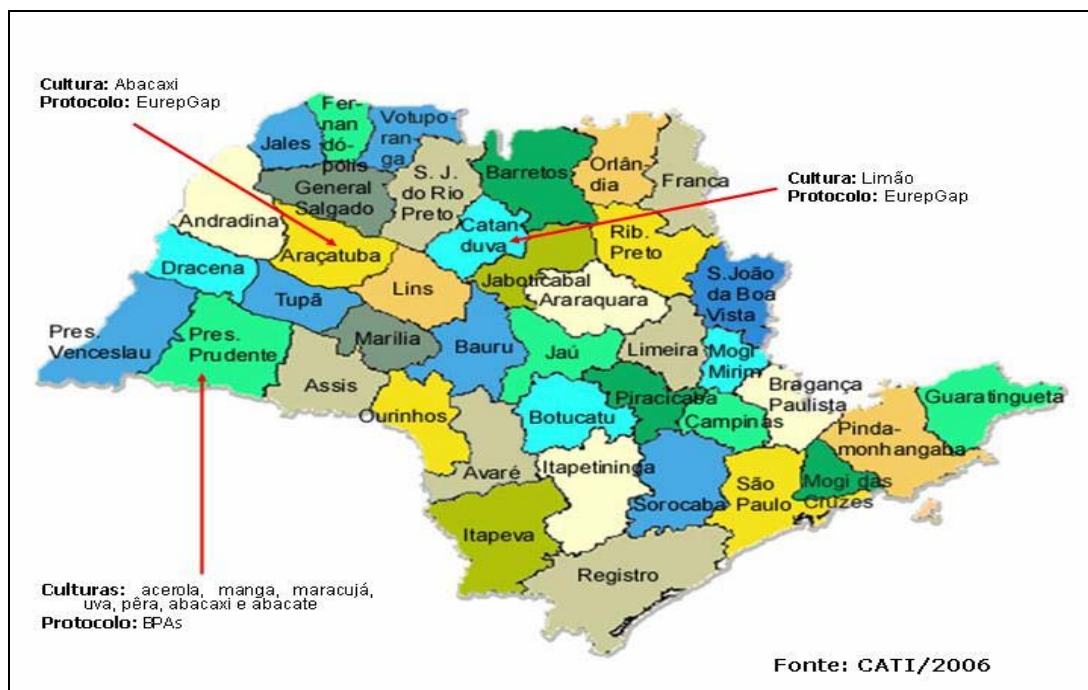 Cultura: Abacaxi
Protocolo: EurepGap
Cultura: Limão
Protocolo: EurepGap
Jales
Fer-
nan
dó-
polis
Votupo-
ran-
ga
General
Salgado
S. J.
do Rio
Preto
Barretos
Orlân-
dia
Franca
Andradina
Araçatuba
Catan
duva
Rib.
Preto
Dracena
Tupã
Lins
Jaboticabal
Araraquara
S.João
da Boa
Vista
Pres.
Venceslau
Pres.
Prudente
Marília
Bauru
Jaú
Limeira
Mogi
Mirim
Assis
Ourinhos
Botucatu
Piracicaba
Campinas
Bragança
Paulista
Guaratingueta
Pinda-
monhangaba
Avaré
Itapetininga
Sorocaba
São
Paulo
Mogi das
Cruzes
Itapeva
Registro
Culturas: acerola, manga, maracujá,
uva, pêra, abacaxi e abacate
Protocolo: BPAs
Fonte: CATI/2006